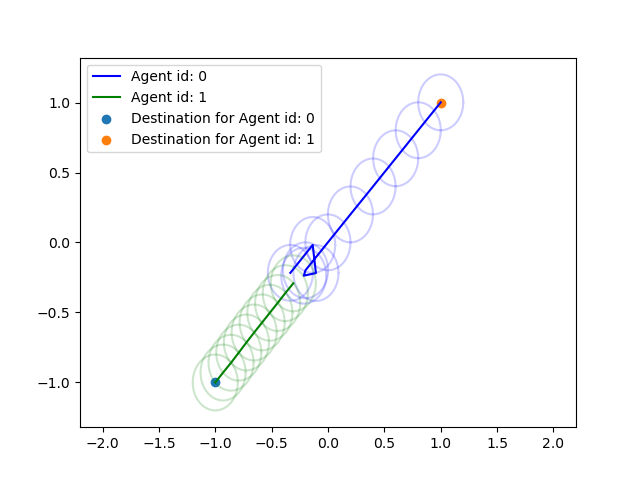 Agent id: 0
Agent id: 1
Destination for Agent id: 0
Destination for Agent id: 1
1.0
0.5
0.0
−0.5
−1.0
−2.0 −1.5 −1.0 −0.5 0.0 0.5 1.0 1.5 2.0